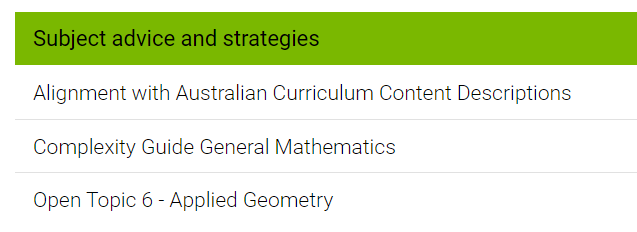 Subject advice and strategies
Alignment with Australian Curriculum Content Descriptions
Complexity Guide General Mathematics
Open Topic 6 - Applied Geometry